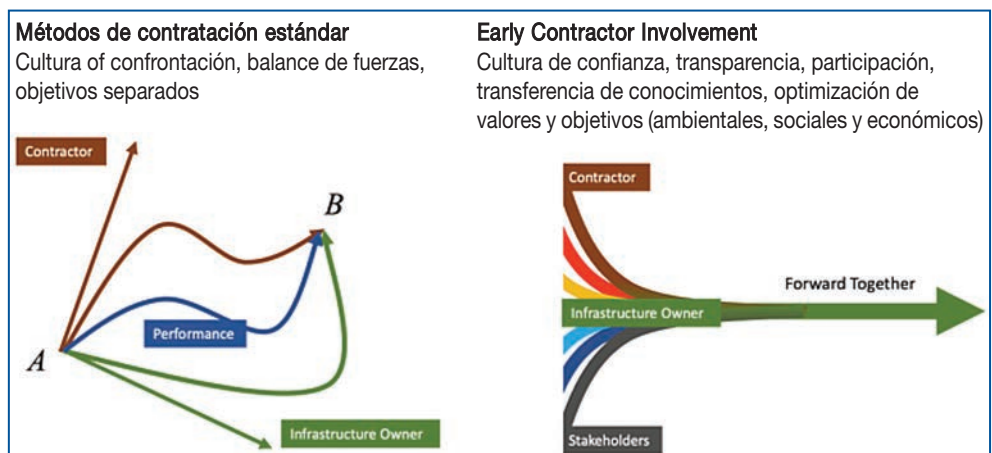 Métodos de contratación estándar
Cultura of confrontación, balance de fuerzas,
objetivos separados
Contractor
B
Performance
A
Infrastructure Owner
Early Contractor Involvement
Cultura de confianza, transparencia, participación,
transferencia de conocimientos, optimización de
valores y objetivos (ambientales, sociales y económicos)
Contractor
Forward Together
Infrastructure Owner
Stakeholders